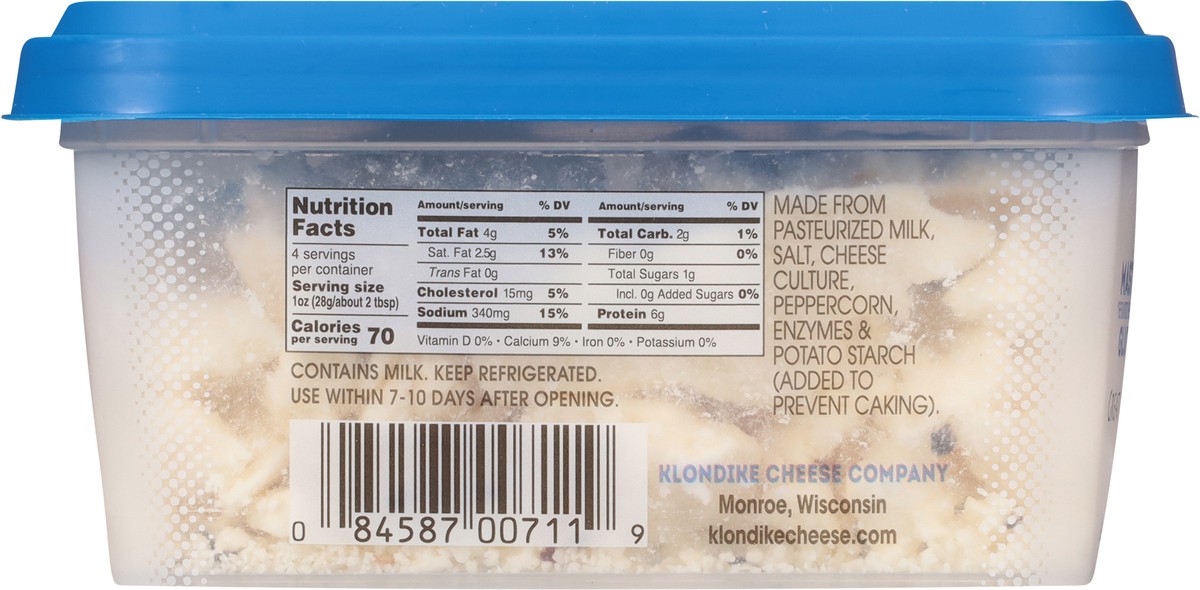 Nutrition
Facts
4 servings
per container
Serving size
1oz (28g/about 2 tbsp)
Calories
per serving 70
Amount/serving % DV
Total Fat 4g 5%
Sat. Fat 2.5g 13%
Trans Fat 0g
Cholesterol 15mg 5%
Sodium 340mg 15%
Amount/serving % DV
Total Carb. 2g 1%
Fiber 0g 0%
Total Sugars 1g
Incl. 0g Added Sugars 0%
Protein 6g
Vitamin D 0% • Calcium 9% • Iron 0% • Potassium 0%
CONTAINS MILK. KEEP REFRIGERATED.
USE WITHIN 7-10 DAYS AFTER OPENING.
MADE FROM
PASTEURIZED MILK,
SALT, CHEESE
CULTURE,
PEPPERCORN,
ENZYMES &
POTATO STARCH
(ADDED TO
PREVENT CAKING).
0 84587 00711 9
KLONDIKE CHEESE COMPANY
Monroe, Wisconsin
klondikecheese.com